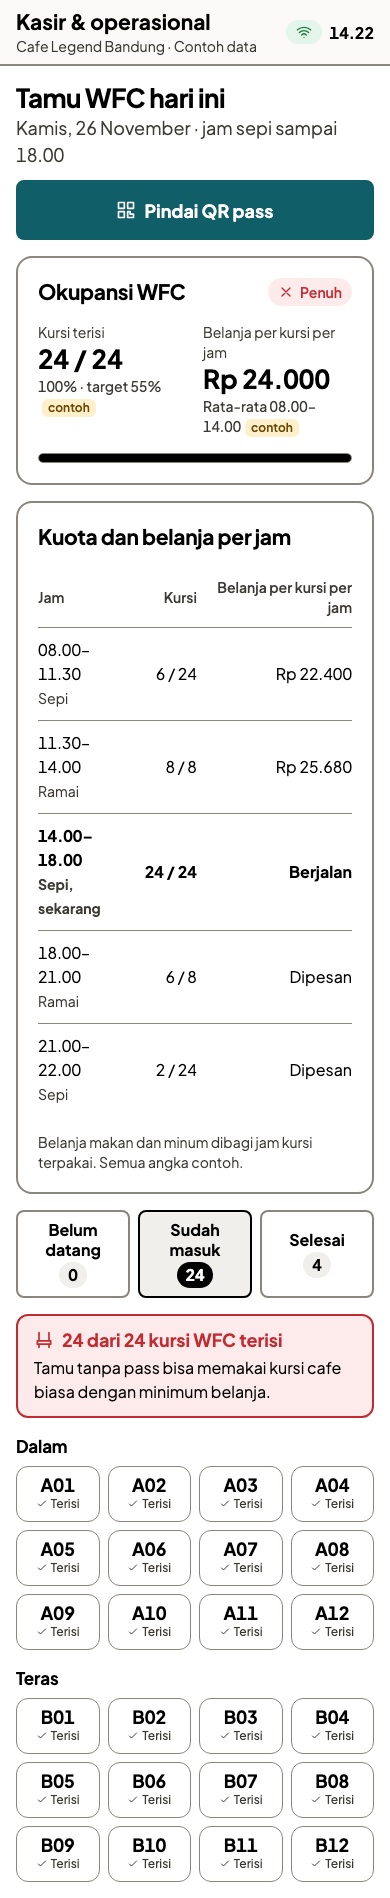 Kasir & operasional
Cafe Legend Bandung · Contoh data
14.22
Tamu WFC hari ini
Kamis, 26 November · jam sepi sampai
18.00
Pindai QR pass
Okupansi WFC
Penuh
Kursi terisi
24 / 24
100% · target 55%
contoh
Belanja per kursi per
jam
Rp 24.000
Rata-rata 08.00–
14.00 contoh
Kuota dan belanja per jam
Jam Kursi Belanja per kursi per
jam
08.00–
11.30
Sepi
6 / 24
Rp 22.400
11.30–
14.00
Ramai
8 / 8
Rp 25.680
14.00–
18.00
Sepi,
sekarang
24 / 24
Berjalan
18.00–
21.00
Ramai
6 / 8
Dipesan
21.00–
22.00
Sepi
2 / 24
Dipesan
Belanja makan dan minum dibagi jam kursi
terpakai. Semua angka contoh.
Belum
datang
0
Sudah
masuk
24
Selesai
4
24 dari 24 kursi WFC terisi
Tamu tanpa pass bisa memakai kursi cafe
biasa dengan minimum belanja.
Dalam
A01 A02 A03 A04
Terisi Terisi Terisi Terisi
A05 A06 A07 A08
Terisi Terisi Terisi Terisi
A09 A10 A11 A12
Terisi Terisi Terisi Terisi
Teras
B01 B02 B03 B04
Terisi Terisi Terisi Terisi
B05 B06 B07 B08
Terisi Terisi Terisi Terisi
B09 B10 B11 B12
Terisi Terisi Terisi Terisi